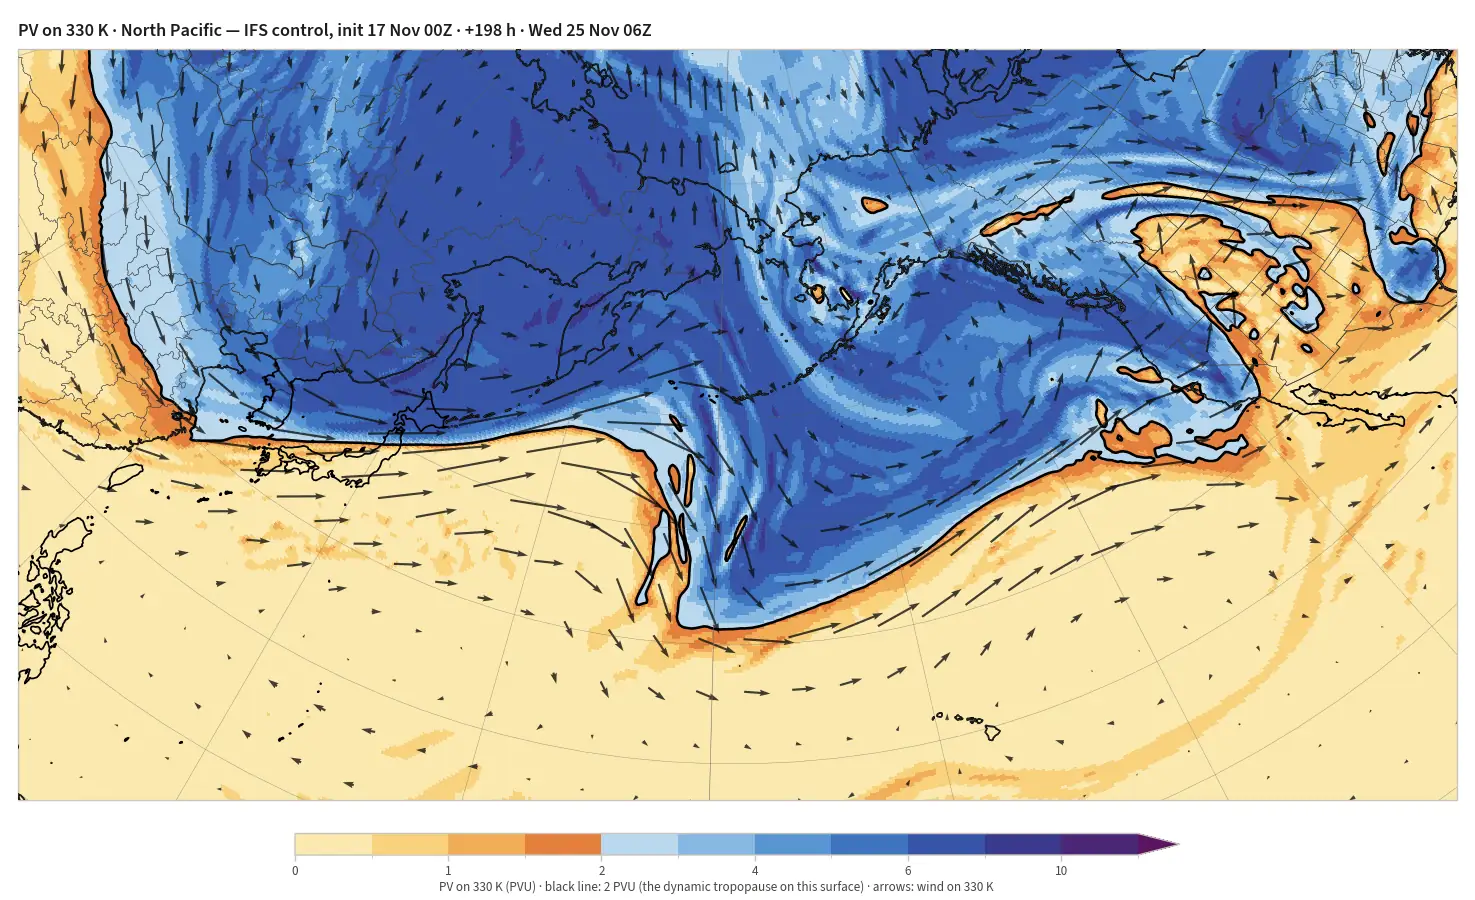 PV on 330 K · North Pacific — IFS control, init 17 Nov 00Z · +198 h · Wed 25 Nov 06Z
0 1 2 4 6 10
PV on 330 K (PVU) · black line: 2 PVU (the dynamic tropopause on this surface) · arrows: wind on 330 K